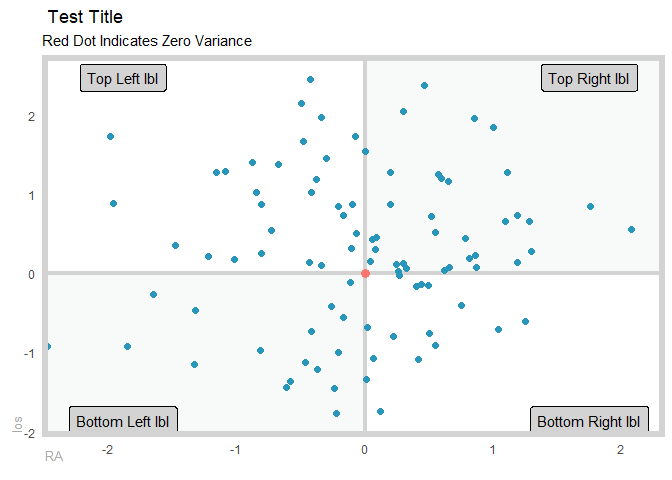 Test Title
Red Dot Indicates Zero Variance
Top Left lbl
Top Right lbl
2
1
0
-1
-2
Bottom Left lbl
Bottom Right lbl
los
-2
-1
0
1
2
RA